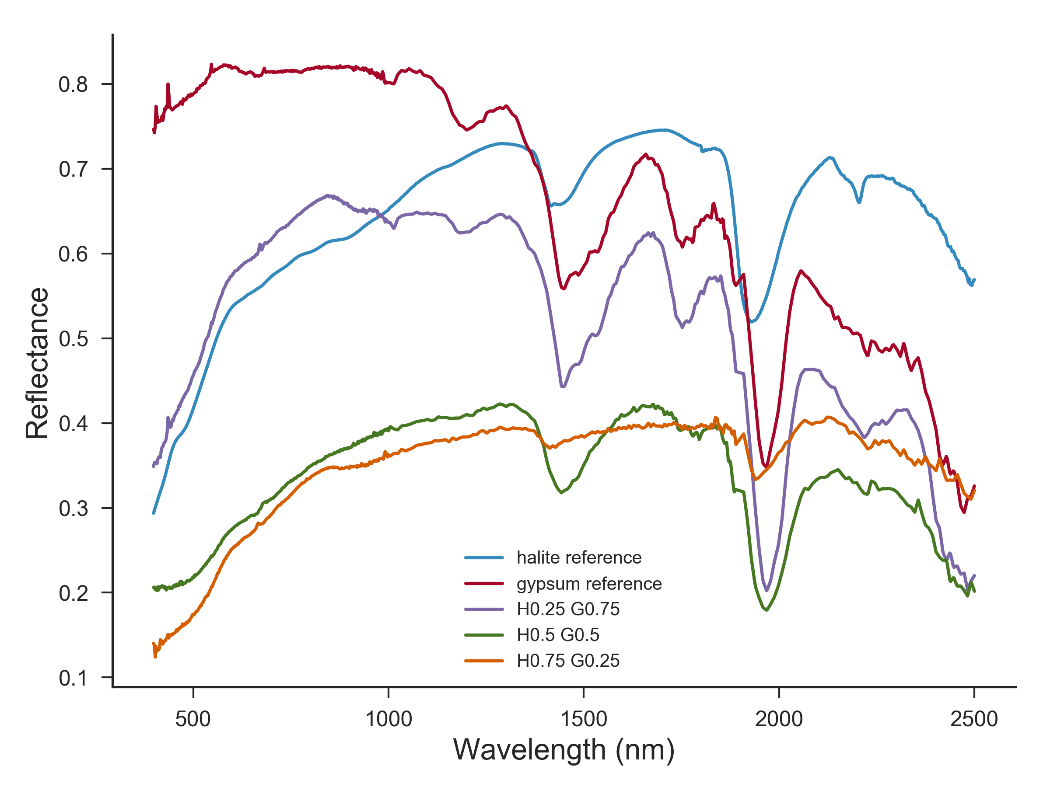 0.8
0.7
0.6
0.5
0.4
0.3
0.2
0.1
Reflectance
halite reference
gypsum reference
H0.25 G0.75
H0.5 G0.5
H0.75 G0.25
500 1000 1500 2000 2500
Wavelength (nm)